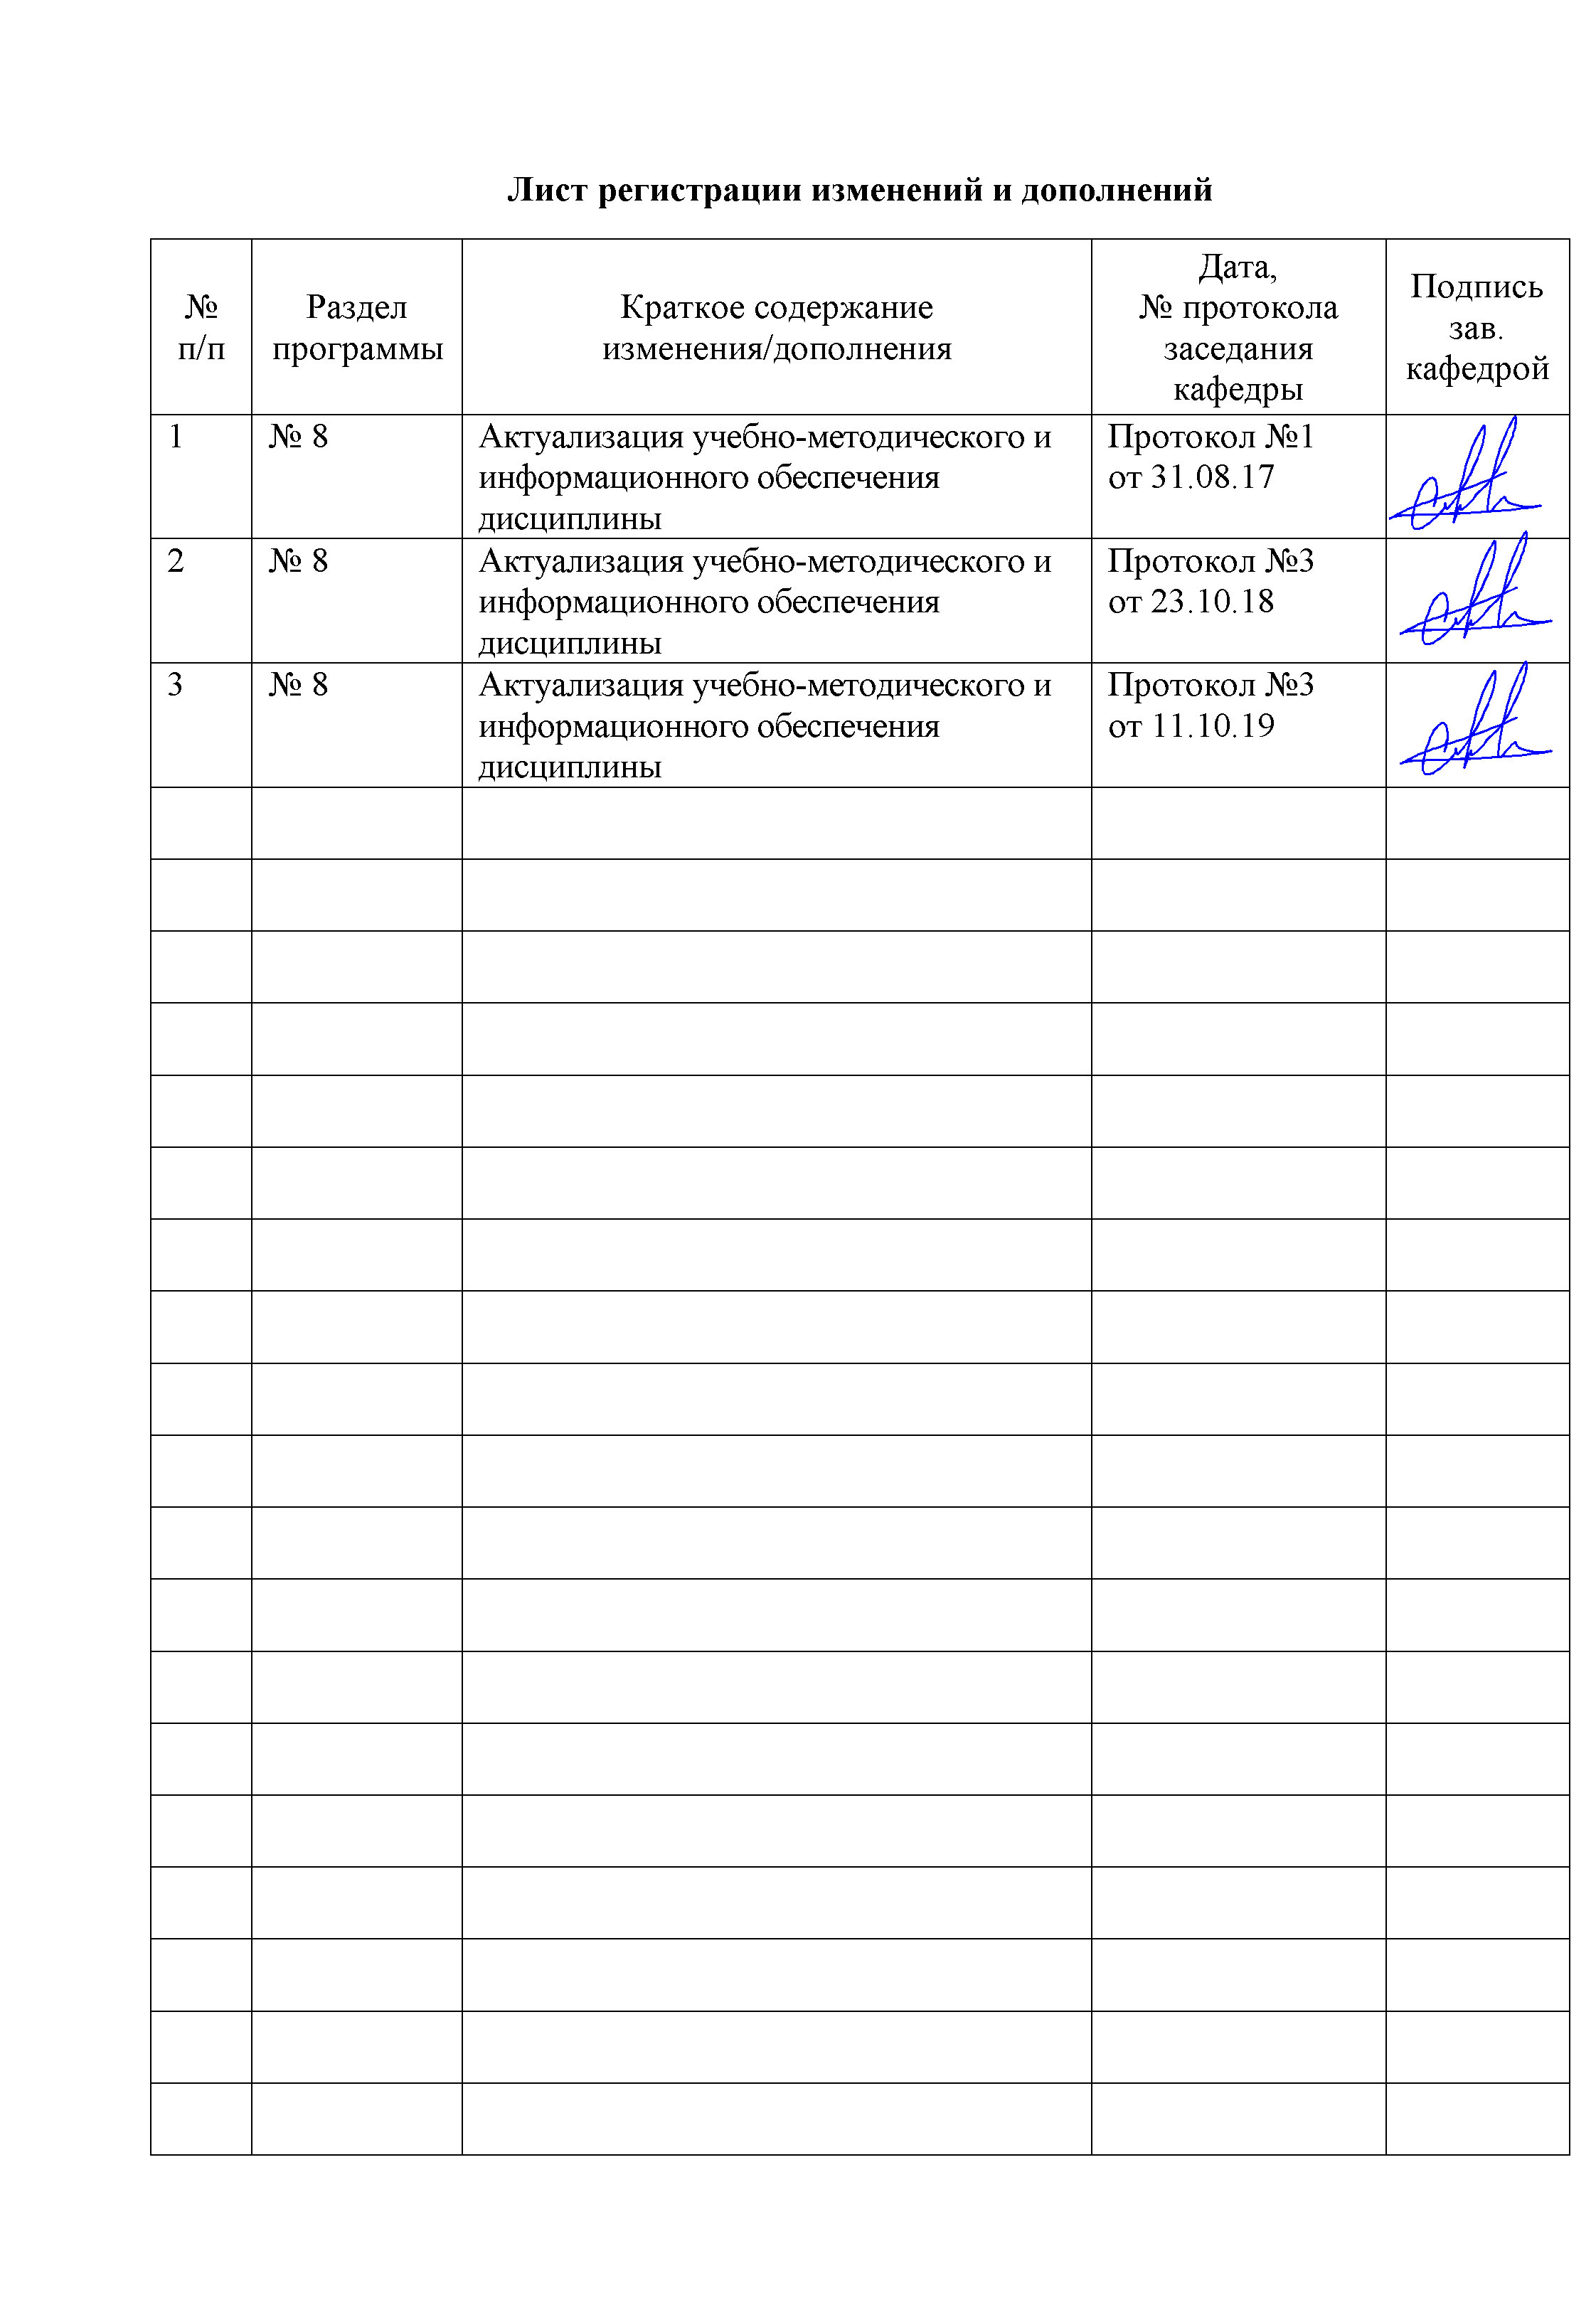 Лист регистрации изменений и дополнений
№
п/п
Раздел
программы
Краткое содержание
изменения/дополнения
Дата,
№ протокола
заседания
кафедры
Подпись
зав.
кафедрой
1
№ 8
Актуализация учебно-методического и
информационного обеспечения
дисциплины
Протокол №1
от 31.08.17
2
№ 8
Актуализация учебно-методического и
информационного обеспечения
дисциплины
Протокол №3
от 23.10.18
3
№ 8
Актуализация учебно-методического и
информационного обеспечения
дисциплины
Протокол №3
от 11.10.19